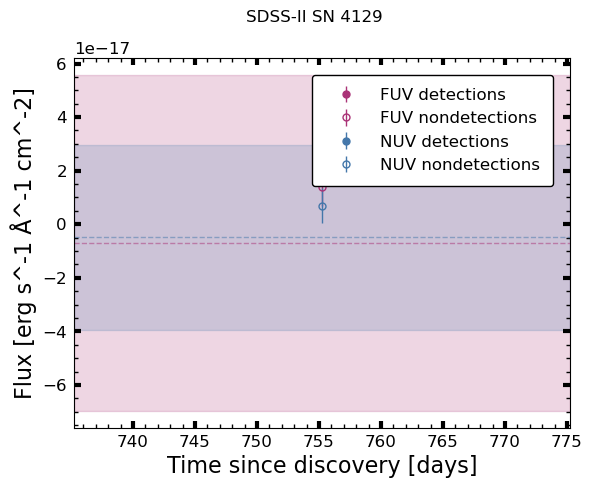 SDSS-II SN 4129
1e−17
6
4
2
0
−2
−4
−6
Flux [erg s^-1 Å^-1 cm^-2]
FUV detections
FUV nondetections
NUV detections
NUV nondetections
740 745 750 755 760 765 770 775
Time since discovery [days]